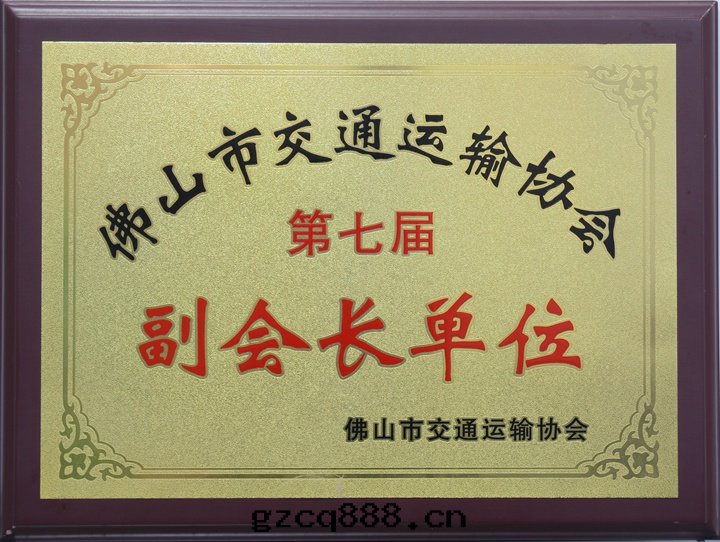 佛山市交通运输协会
第七届
副会长单位
佛山市交通运输协会
gzcq888.cn